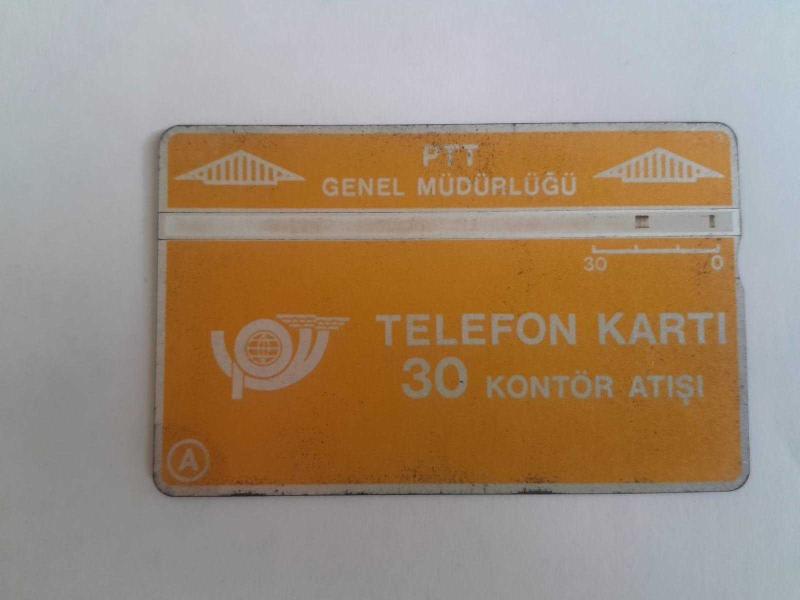 PTT
GENEL MÜDÜRLÜĞÜ
30 0
TELEFON KARTI
30 KONTÖR ATIŞI
A